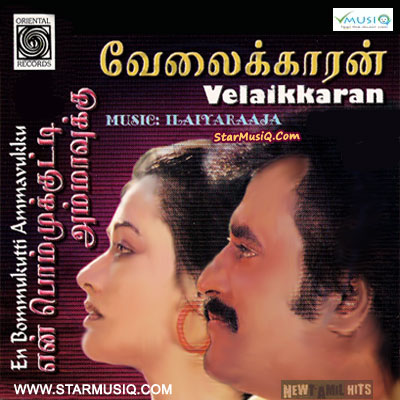 ORIENTAL
RECORDS
VMUSIQ
வேலைக்காரன்
Velaikkaran
MUSIC: ILAIYARAAJA
StarMusiQ.Com
En Bommukutti Ammavukku
என் பொம்முக்குட்டி
அம்மாவுக்கு
WWW.STARMUSIQ.COM
NEW TAMIL HITS